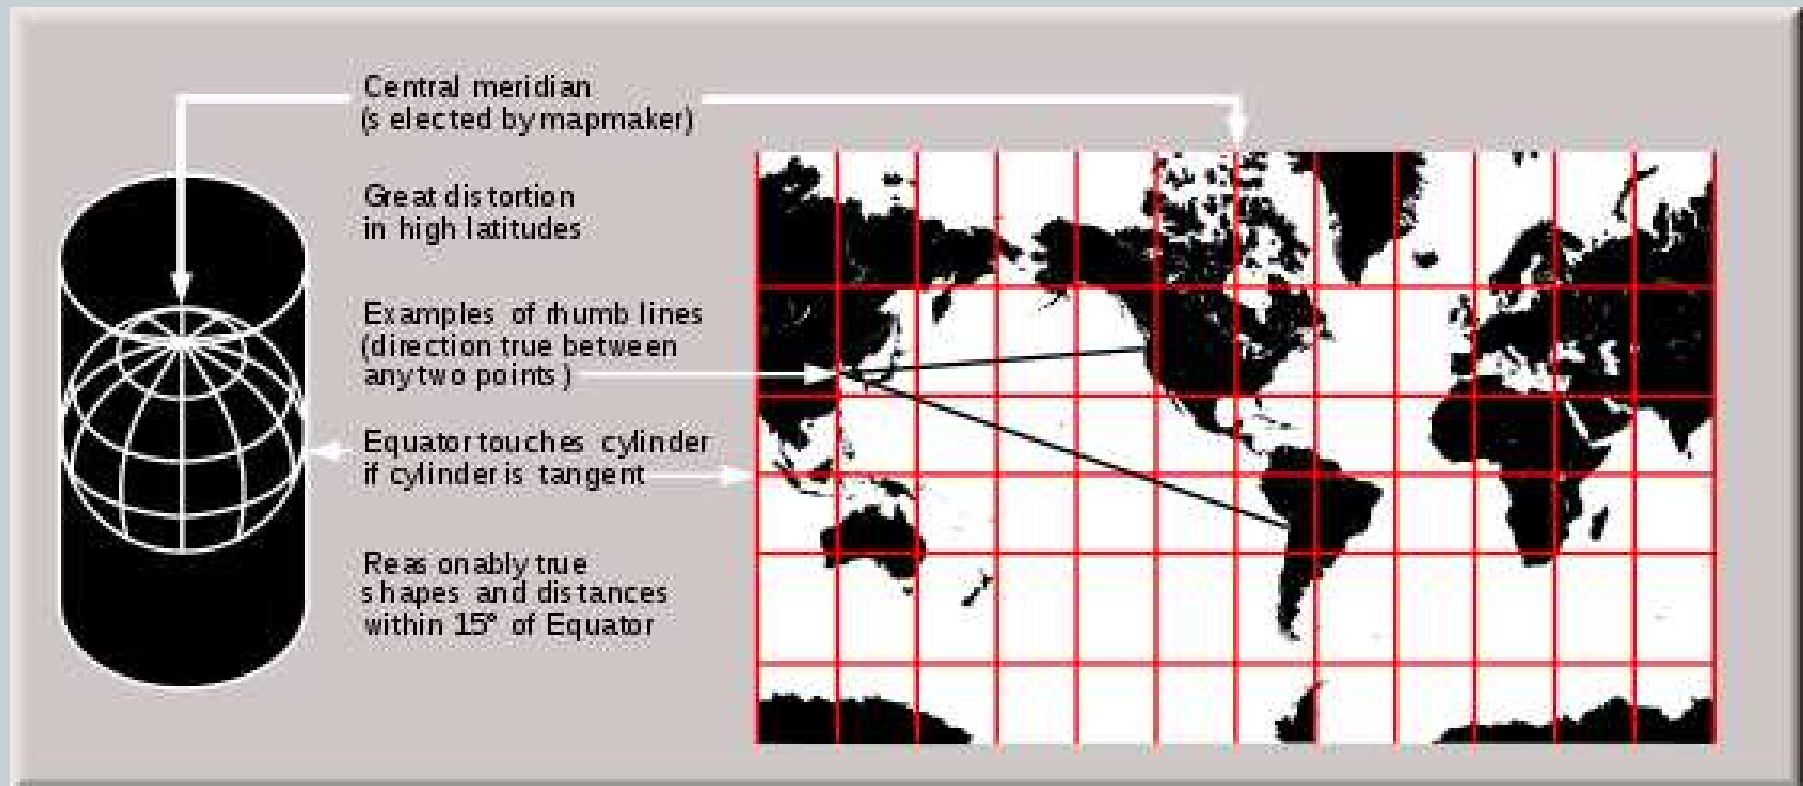 Central meridian
(selected by mapmaker)
Great distortion
in high latitudes
Examples of rhumb lines
(direction true between
any two points)
Equator touches cylinder
if cylinder is tangent
Reasonably true
shapes and distances
within 15° of Equator